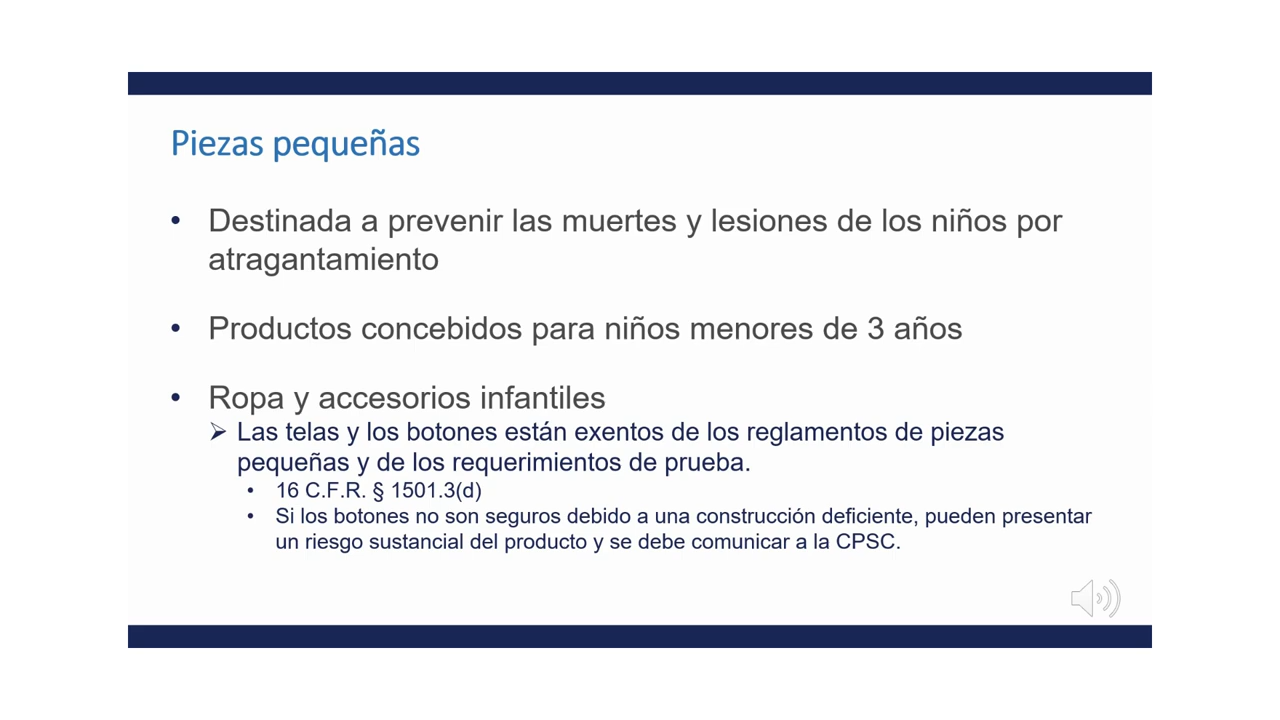 Piezas pequeñas
• Destinada a prevenir las muertes y lesiones de los niños por
atragantamiento
• Productos concebidos para niños menores de 3 años
• Ropa y accesorios infantiles
➢ Las telas y los botones están exentos de los reglamentos de piezas
pequeñas y de los requerimientos de prueba.
• 16 C.F.R. § 1501.3(d)
• Si los botones no son seguros debido a una construcción deficiente, pueden presentar
un riesgo sustancial del producto y se debe comunicar a la CPSC.